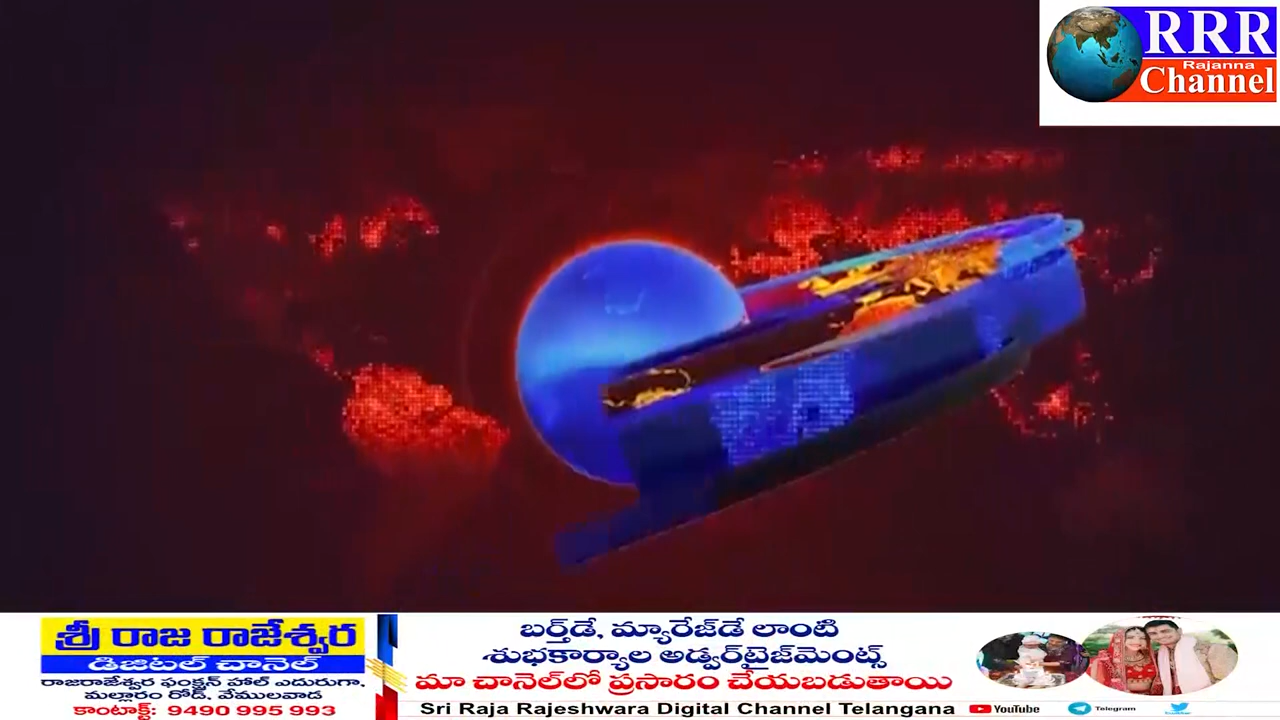 RRR
Rajanna
Channel
శ్రీ రాజ రాజేశ్వర
డిజిటల్ చానెల్
రాజరాజేశ్వర ఫంక్షన్ హాల్ ఎదురుగా,
మల్లారం రోడ్, వేములవాడ
కాంటాక్ట్: 9490 995 993
బర్త్‌డే, మ్యారేజ్‌డే లాంటి
శుభకార్యాల అడ్వర్‌టైజ్‌మెంట్స్
మా చానెల్‌లో ప్రసారం చేయబడుతాయి
Sri Raja Rajeshwara Digital Channel Telangana YouTube Telegram twitter